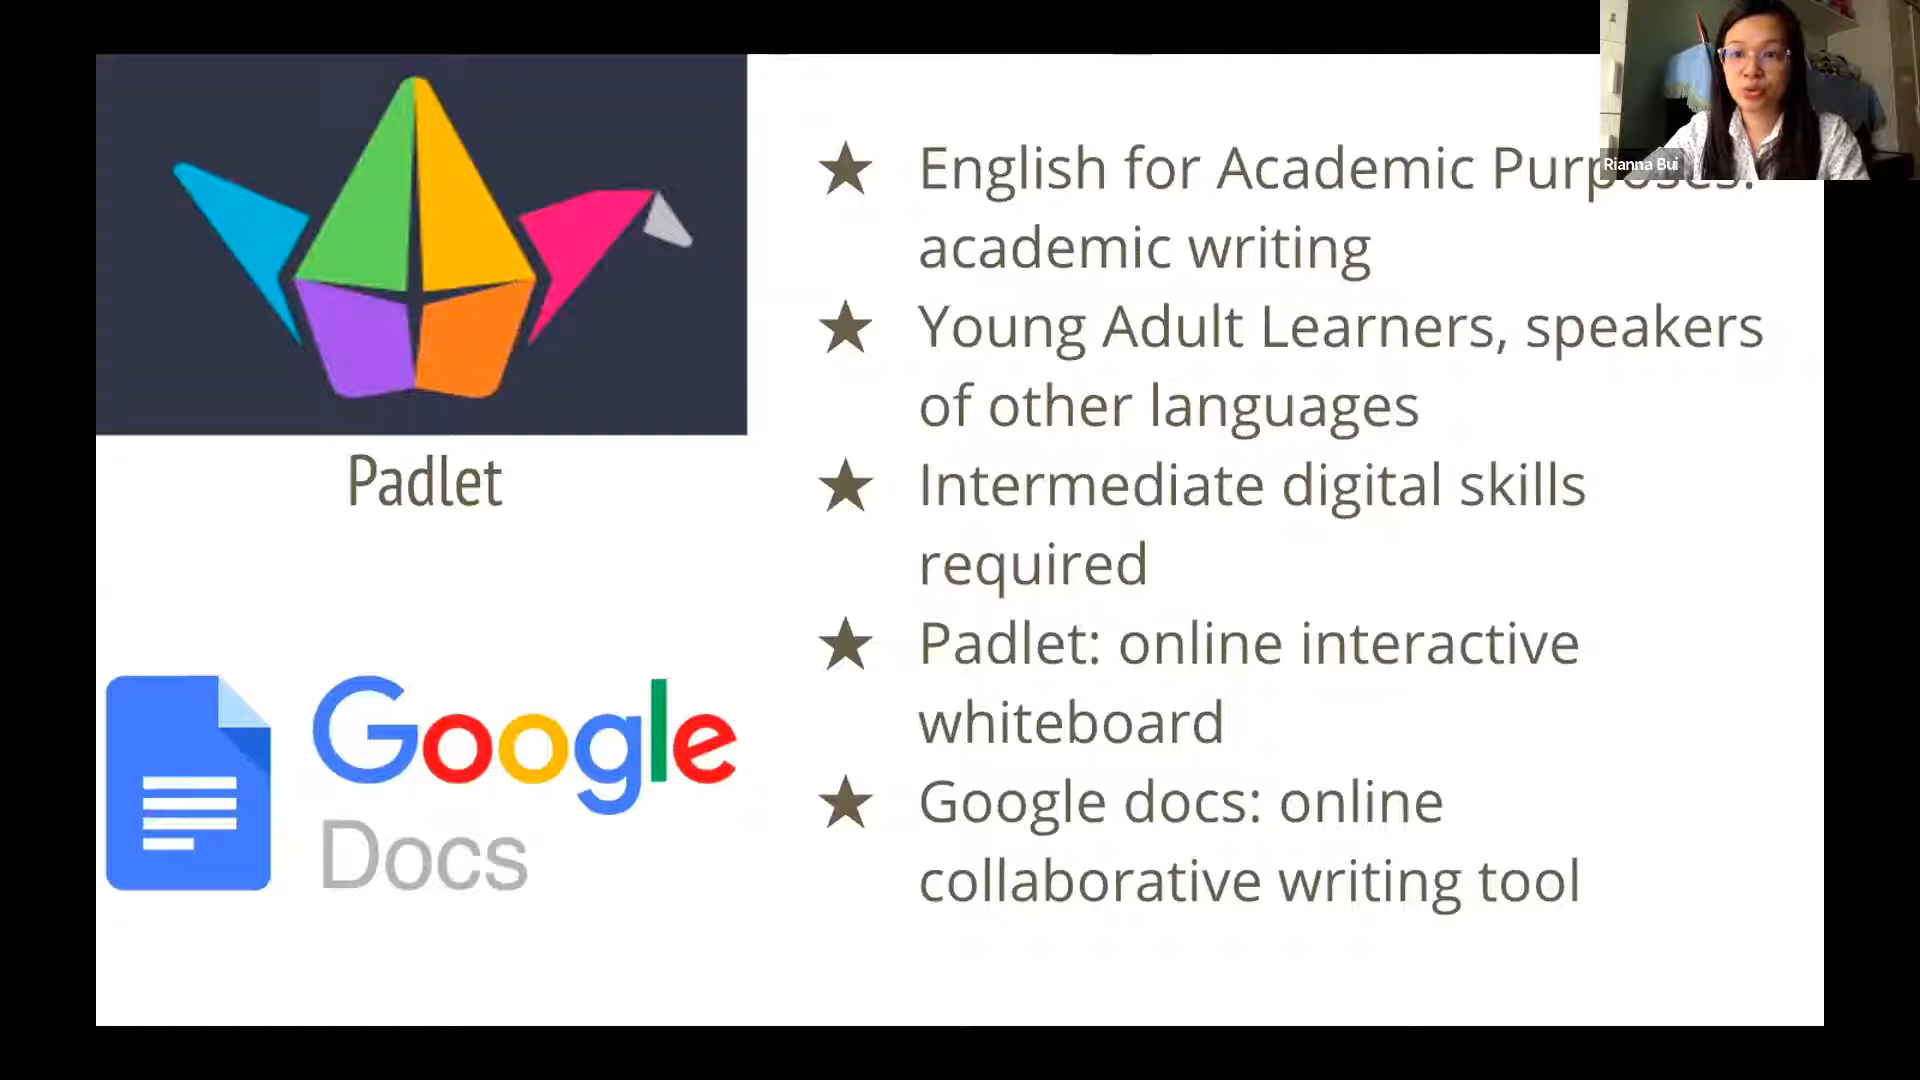 Padlet
Google
Docs
★ English for Academic Purposes:
academic writing
★ Young Adult Learners, speakers
of other languages
★ Intermediate digital skills
required
★ Padlet: online interactive
whiteboard
★ Google docs: online
collaborative writing tool
Rianna Bui